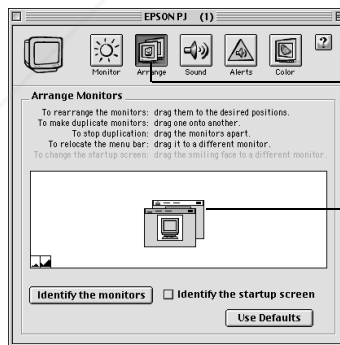 EPSON PJ (1)
Monitor Arrange Sound Alerts Color
?
Arrange Monitors
To rearrange the monitors: drag them to the desired positions.
To make duplicate monitors: drag one onto another.
To stop duplication: drag the monitors apart.
To relocate the menu bar: drag it to a different monitor.
To change the startup screen: drag the smiling face to a different monitor.
Identify the monitors
Identify the startup screen
Use Defaults